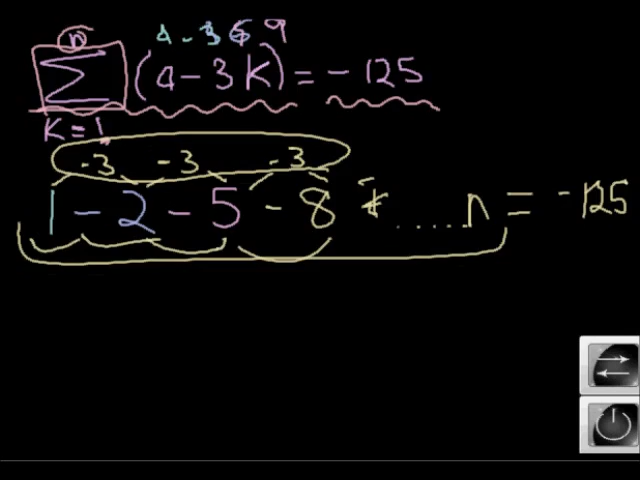 4 - 3 6 9
n
Σ (4 - 3K) = - 125
K = 1
-3 -3 -3
1 - 2 - 5 - 8 ...... n = - 125